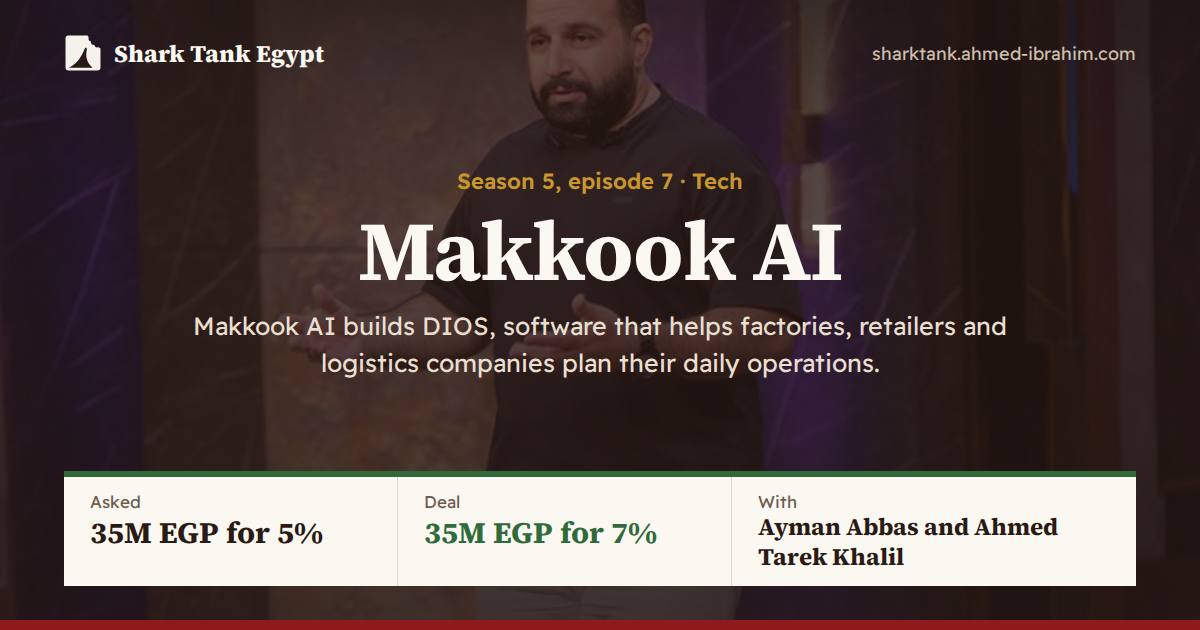 Shark Tank Egypt
sharktank.ahmed-ibrahim.com
Season 5, episode 7 · Tech
Makkook AI
Makkook AI builds DIOS, software that helps factories, retailers and
logistics companies plan their daily operations.
Asked
35M EGP for 5%
Deal
35M EGP for 7%
With
Ayman Abbas and Ahmed
Tarek Khalil